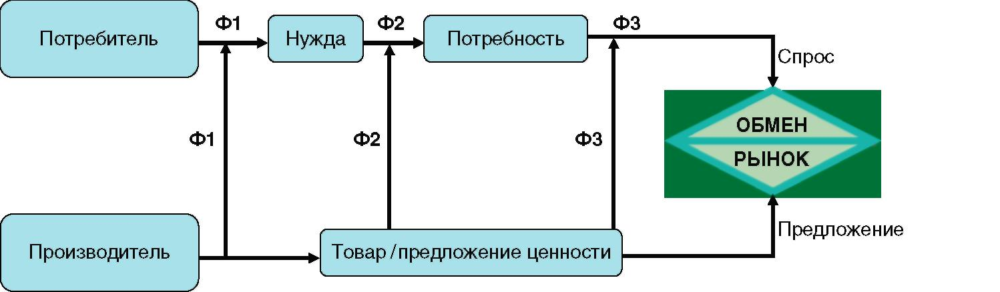 Ф1
Ф2
Ф3
Потребитель
Нужда
Потребность
Спрос
ОБМЕН
Ф1
Ф2
Ф3
РЫНОК
Предложение
Производитель
Товар / предложение ценности